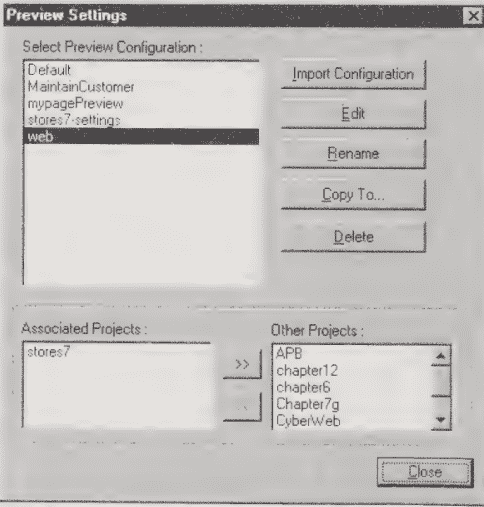 Preview Settings
Select Preview Configuration :
Default
MaintainCustomer
mypagePreview
stores7-settings
web
Import Configuration
Edit
Rename
Copy To...
Delete
Associated Projects :
stores7
>>
Other Projects :
APB
chapter12
chapter6
Chapter7g
CyberWeb
Close